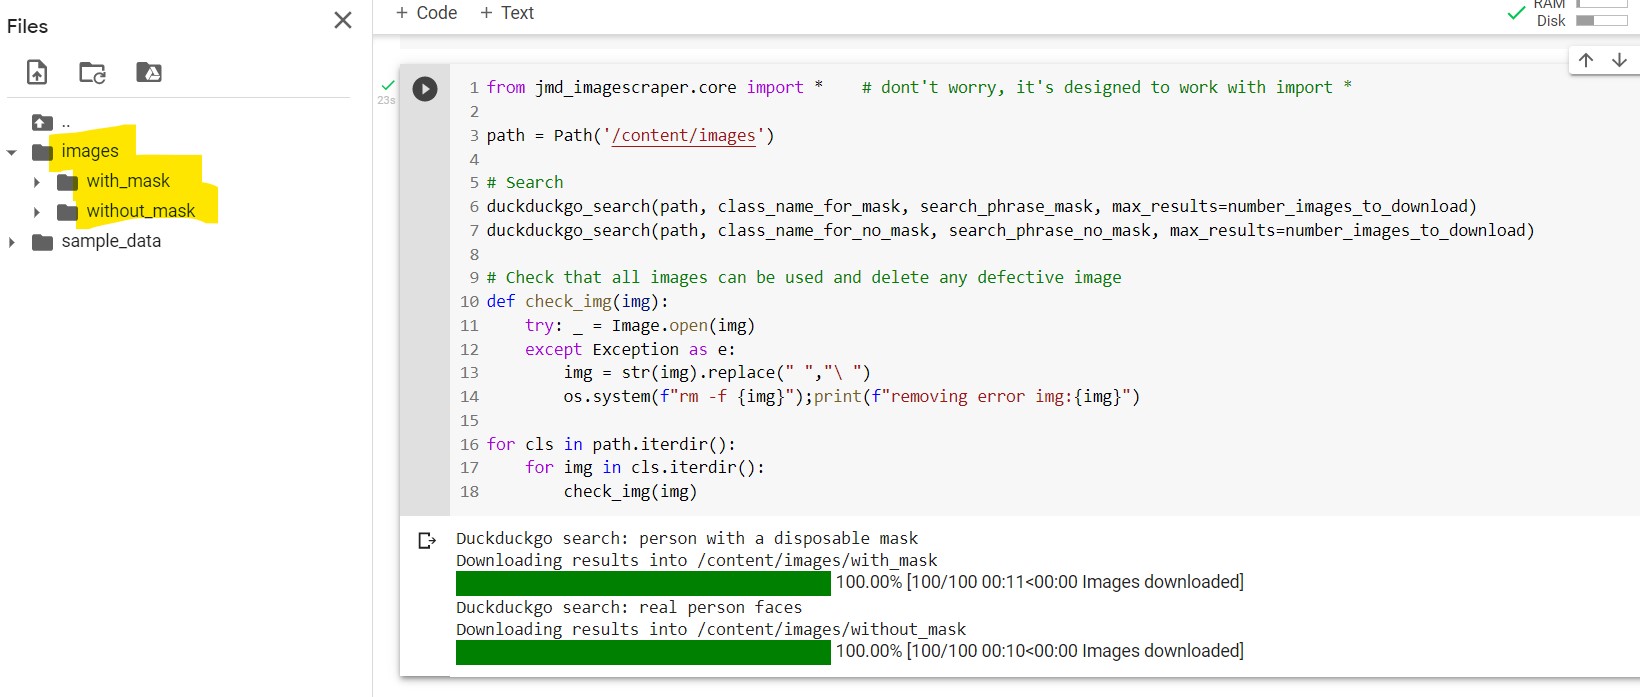 Files
..
images
with_mask
without_mask
sample_data
+ Code + Text
RAM
Disk
23s
1 from jmd_imagescraper.core import *    # dont't worry, it's designed to work with import *
2
3 path = Path('/content/images')
4
5 # Search
6 duckduckgo_search(path, class_name_for_mask, search_phrase_mask, max_results=number_images_to_download)
7 duckduckgo_search(path, class_name_for_no_mask, search_phrase_no_mask, max_results=number_images_to_download)
8
9 # Check that all images can be used and delete any defective image
10 def check_img(img):
11     try: _ = Image.open(img)
12     except Exception as e:
13         img = str(img).replace(" ","\ ")
14         os.system(f"rm -f {img}");print(f"removing error img:{img}")
15
16 for cls in path.iterdir():
17     for img in cls.iterdir():
18         check_img(img)
Duckduckgo search: person with a disposable mask
Downloading results into /content/images/with_mask
100.00% [100/100 00:11<00:00 Images downloaded]
Duckduckgo search: real person faces
Downloading results into /content/images/without_mask
100.00% [100/100 00:10<00:00 Images downloaded]